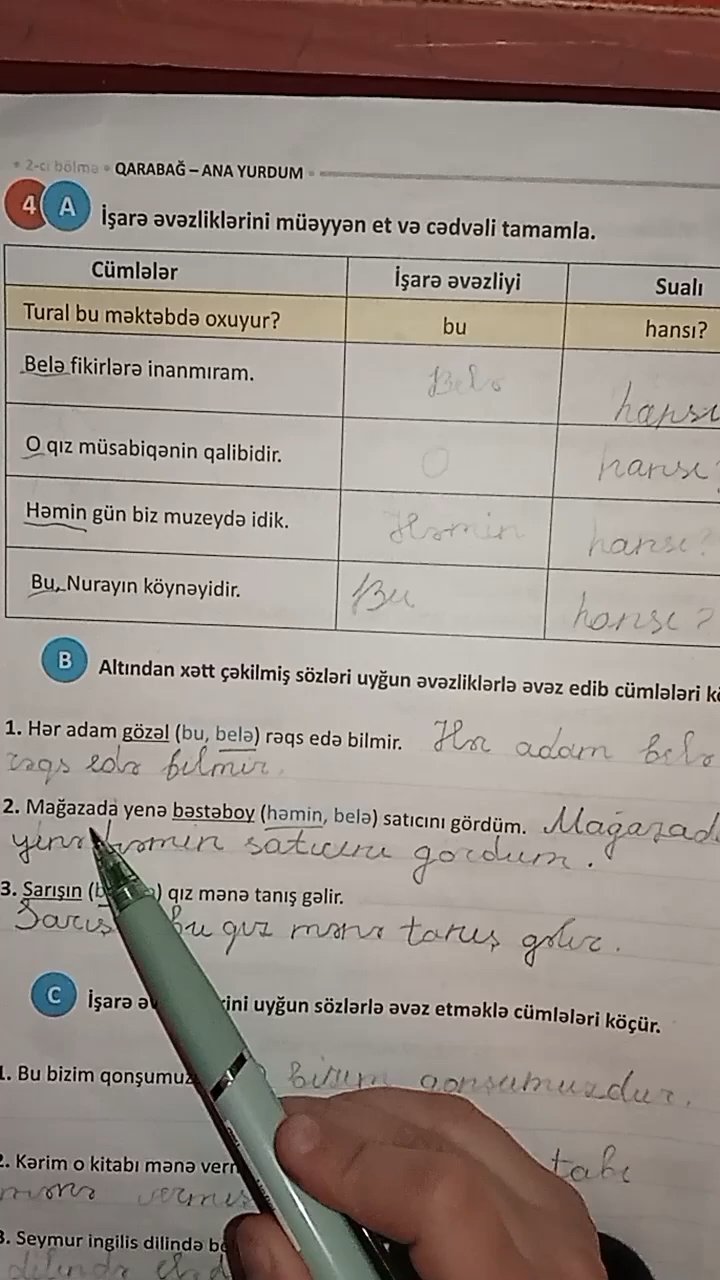 • 2-ci bölmə • QARABAĞ – ANA YURDUM
4 A İşarə əvəzliklərini müəyyən et və cədvəli tamamla.
Cümlələr İşarə əvəzliyi Sualı
Tural bu məktəbdə oxuyur? bu hansı?
Belə fikirlərə inanmıram. Belə hansı
O qız müsabiqənin qalibidir. O hansı?
Həmin gün biz muzeydə idik. Həmin hansı?
Bu, Nurayın köynəyidir. Bu hansı?
B Altından xətt çəkilmiş sözləri uyğun əvəzliklərlə əvəz edib cümlələri
1. Hər adam gözəl (bu, belə) rəqs edə bilmir. Hər adam belə
rəqs edə bilmir.
2. Mağazada yenə bəstəboy (həmin, belə) satıcını gördüm. Mağazada
yenə həmin satıcını gördüm.
3. Sarışın qız mənə tanış gəlir.
bu qız mənə tanış gəlir.
C İşarə uyğun sözlərlə əvəz etməklə cümlələri köçür.
1. Bu bizim bizim qonşumuzdur.
2. Kərim o kitabı mənə
mənə
3. Seymur ingilis dilində
dilində